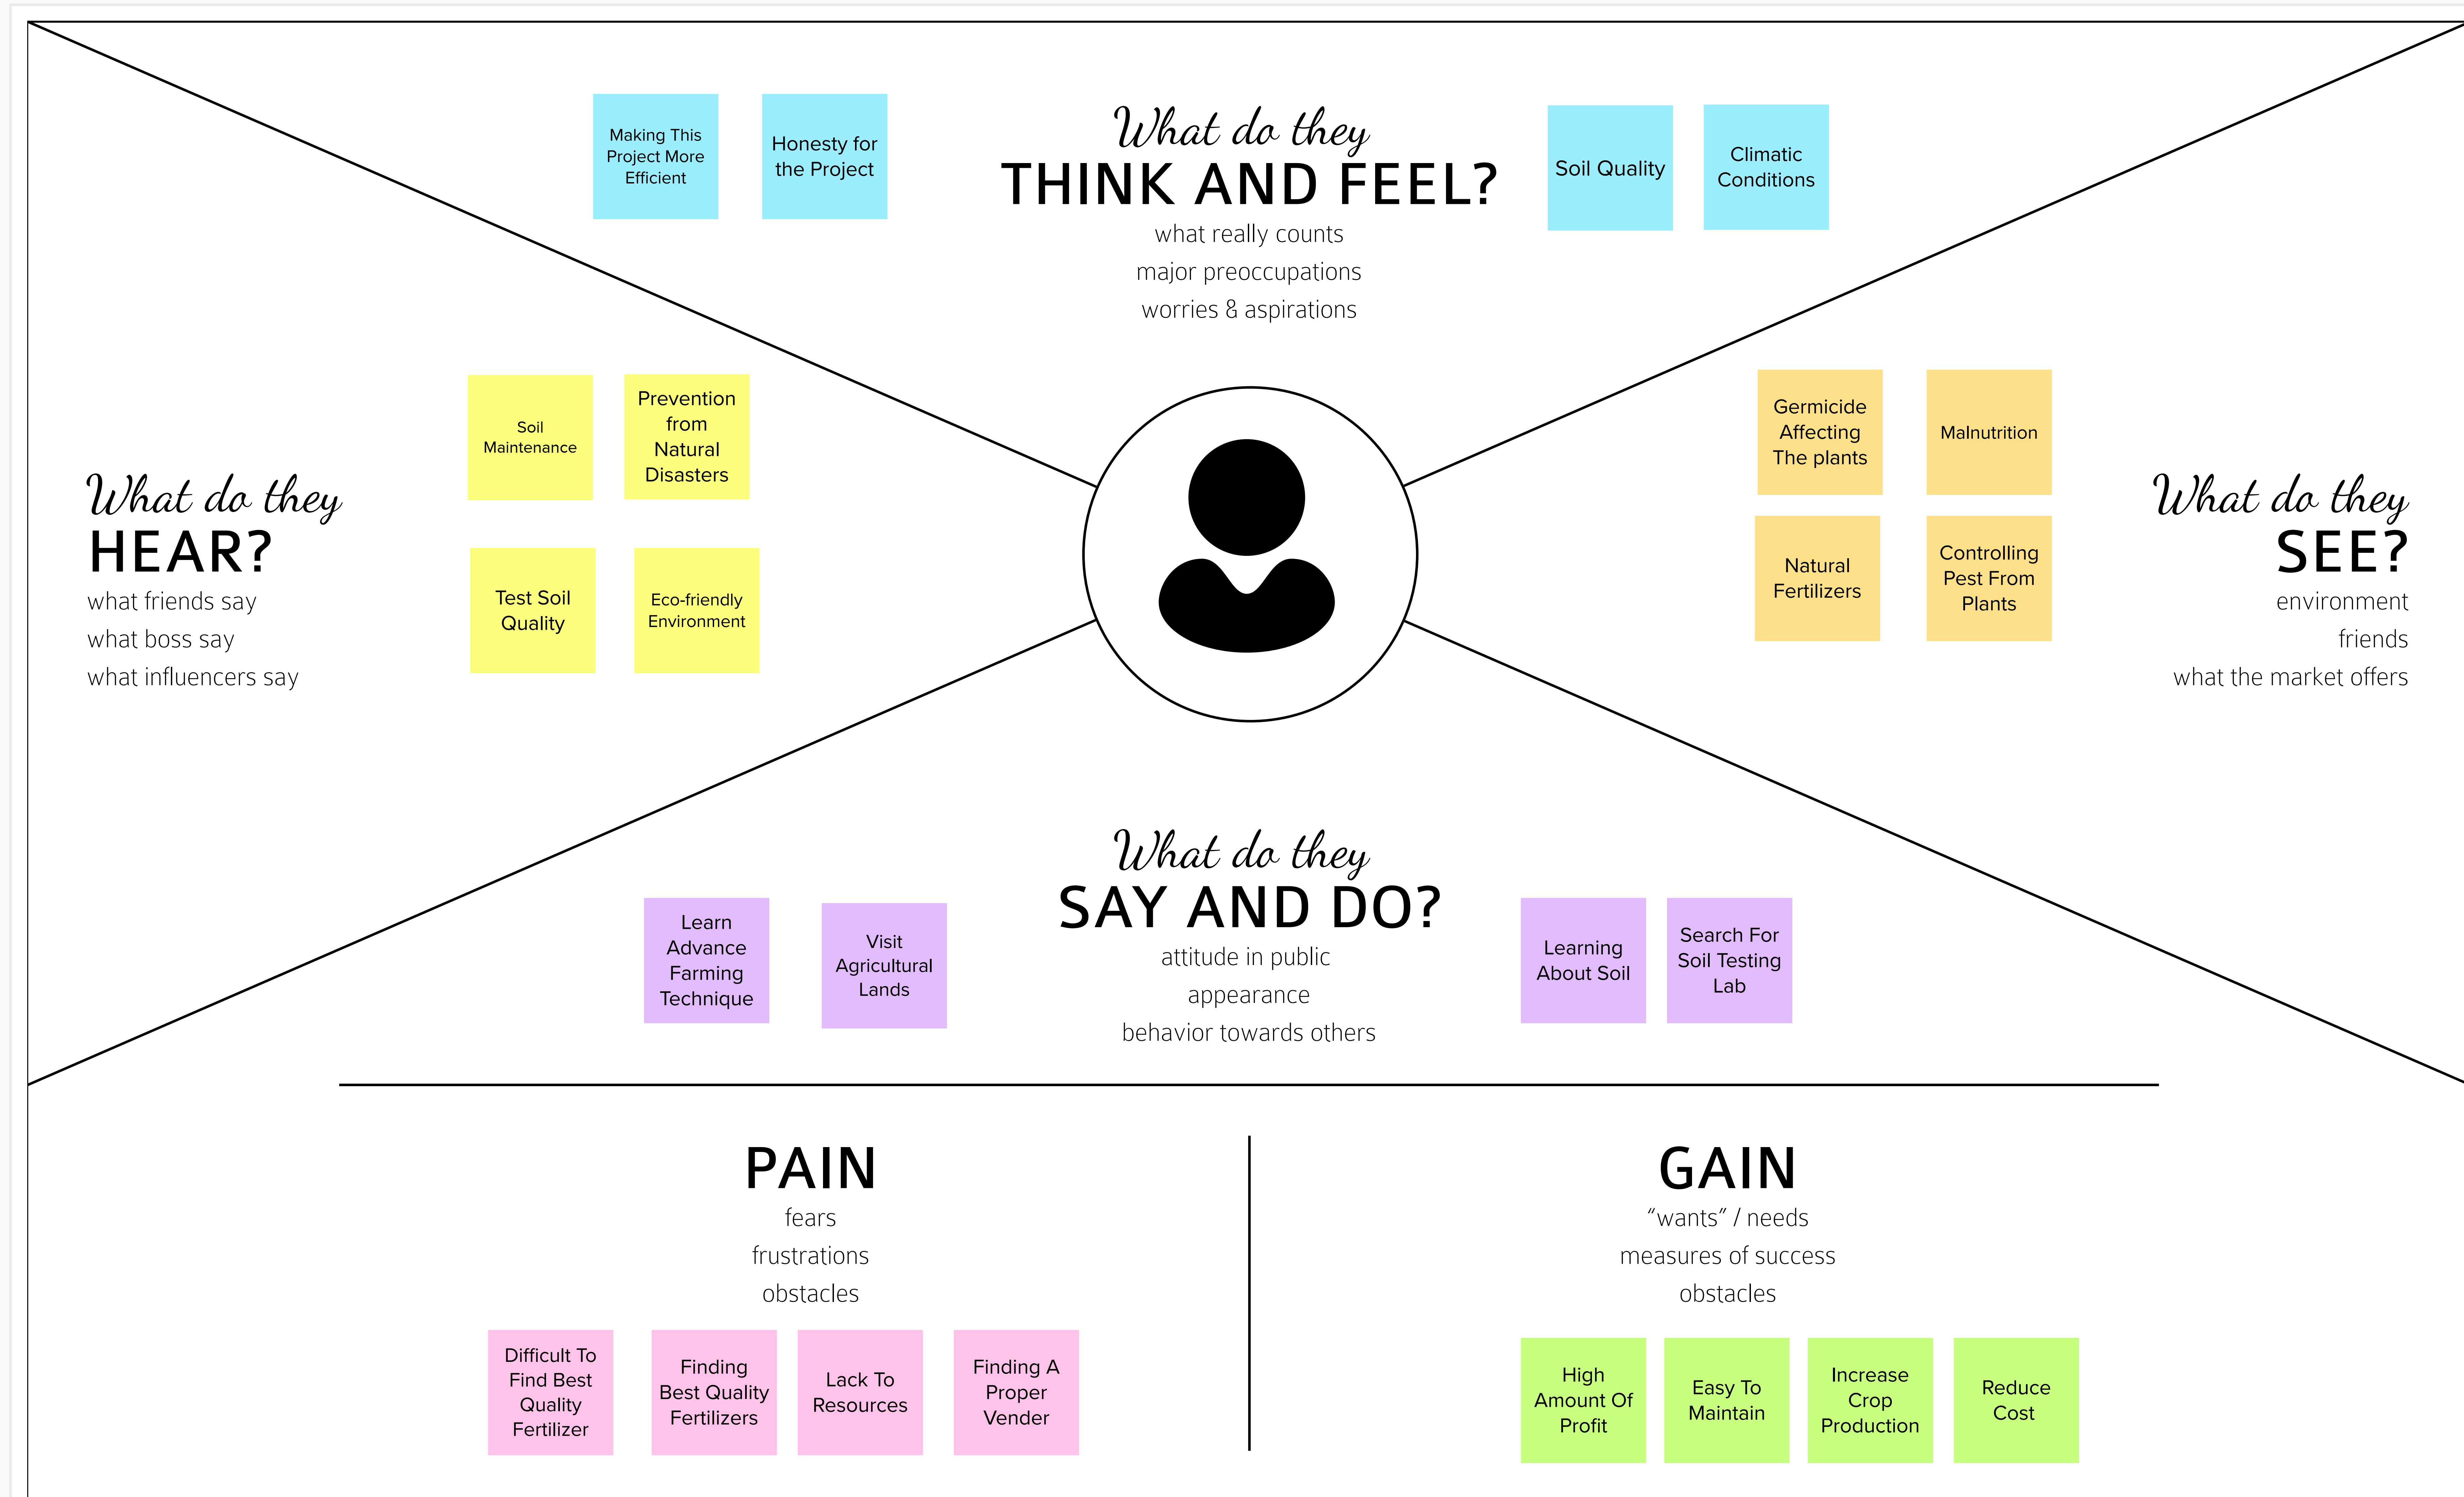 Making This
Project More
Efficient
Honesty for
the Project
What do they
THINK AND FEEL?
what really counts
major preoccupations
worries & aspirations
Soil Quality
Climatic
Conditions
What do they
HEAR?
what friends say
what boss say
what influencers say
Soil
Maintenance
Prevention
from
Natural
Disasters
Test Soil
Quality
Eco-friendly
Environment
Germicide
Affecting
The plants
Malnutrition
Natural
Fertilizers
Controlling
Pest From
Plants
What do they
SEE?
environment
friends
what the market offers
Learn
Advance
Farming
Technique
Visit
Agricultural
Lands
What do they
SAY AND DO?
attitude in public
appearance
behavior towards others
Learning
About Soil
Search For
Soil Testing
Lab
PAIN
fears
frustrations
obstacles
Difficult To
Find Best
Quality
Fertilizer
Finding
Best Quality
Fertilizers
Lack To
Resources
Finding A
Proper
Vender
GAIN
“wants” / needs
measures of success
obstacles
High
Amount Of
Profit
Easy To
Maintain
Increase
Crop
Production
Reduce
Cost